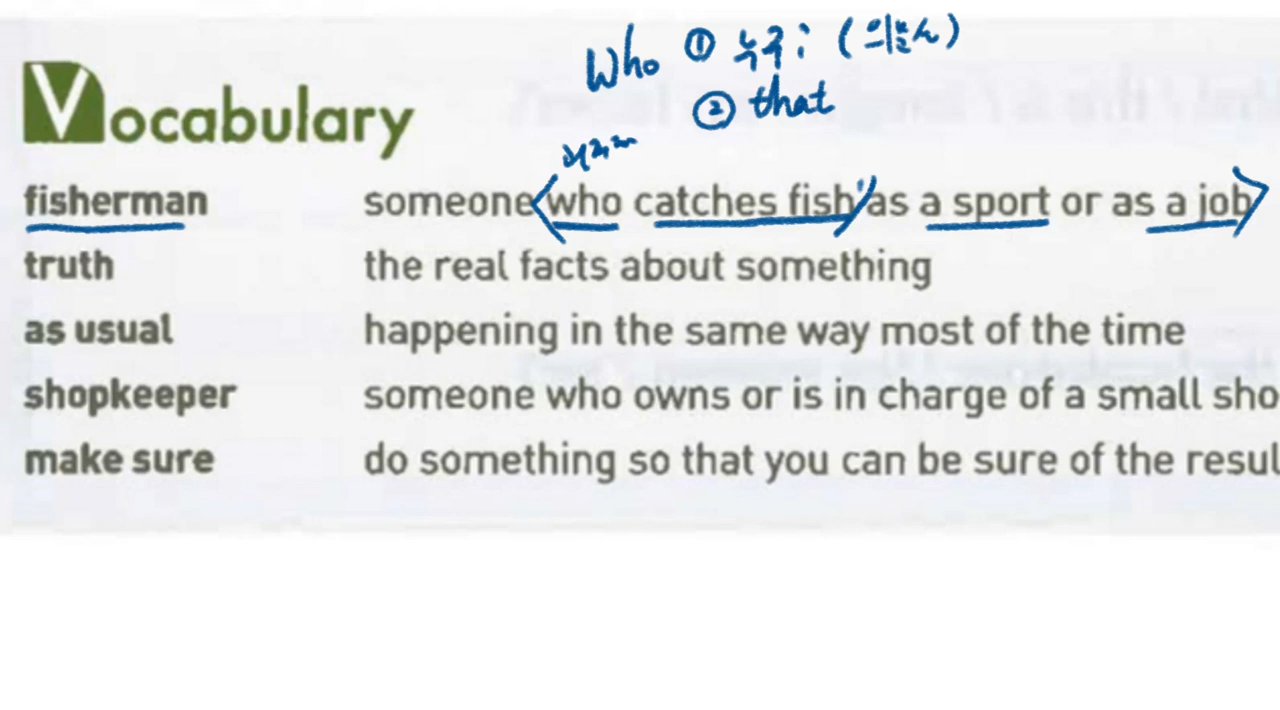 Who ① 누구: (의문사)
② that
Vocabulary
fisherman someone <who catches fish / as a sport or as a job>
truth the real facts about something
as usual happening in the same way most of the time
shopkeeper someone who owns or is in charge of a small sho
make sure do something so that you can be sure of the resul